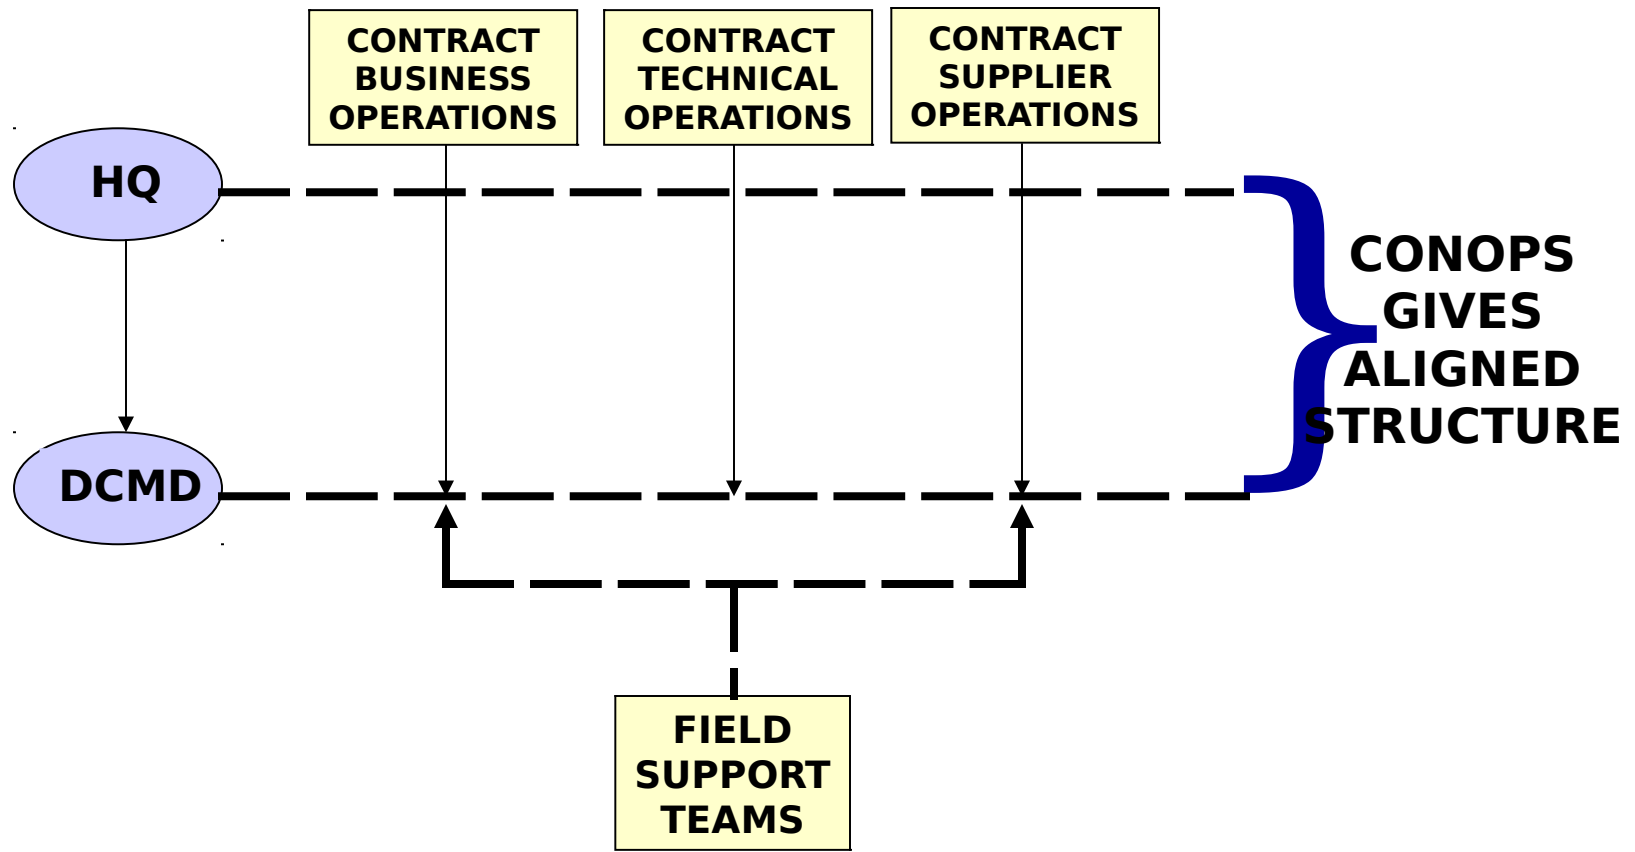 CONTRACT
BUSINESS
OPERATIONS
CONTRACT
TECHNICAL
OPERATIONS
CONTRACT
SUPPLIER
OPERATIONS
HQ
CONOPS
GIVES
ALIGNED
STRUCTURE
DCMD
FIELD
SUPPORT
TEAMS